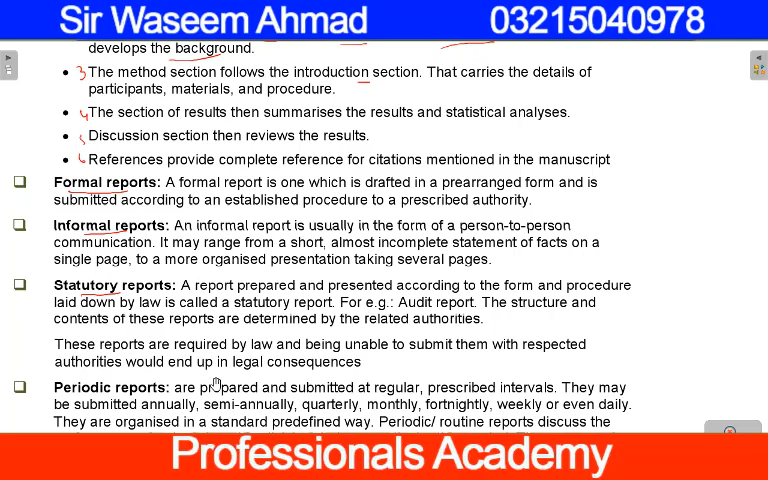 Sir Waseem Ahmad 03215040978
develops the background.
• 3 The method section follows the introduction section. That carries the details of
participants, materials, and procedure.
• 4 The section of results then summarises the results and statistical analyses.
• 5 Discussion section then reviews the results.
• 6 References provide complete reference for citations mentioned in the manuscript
Formal reports: A formal report is one which is drafted in a prearranged form and is
submitted according to an established procedure to a prescribed authority.
Informal reports: An informal report is usually in the form of a person-to-person
communication. It may range from a short, almost incomplete statement of facts on a
single page, to a more organised presentation taking several pages.
Statutory reports: A report prepared and presented according to the form and procedure
laid down by law is called a statutory report. For e.g.: Audit report. The structure and
contents of these reports are determined by the related authorities.
These reports are required by law and being unable to submit them with respected
authorities would end up in legal consequences
Periodic reports: are prepared and submitted at regular, prescribed intervals. They may
be submitted annually, semi-annually, quarterly, monthly, fortnightly, weekly or even daily.
They are organised in a standard predefined way. Periodic/ routine reports discuss the
Professionals Academy